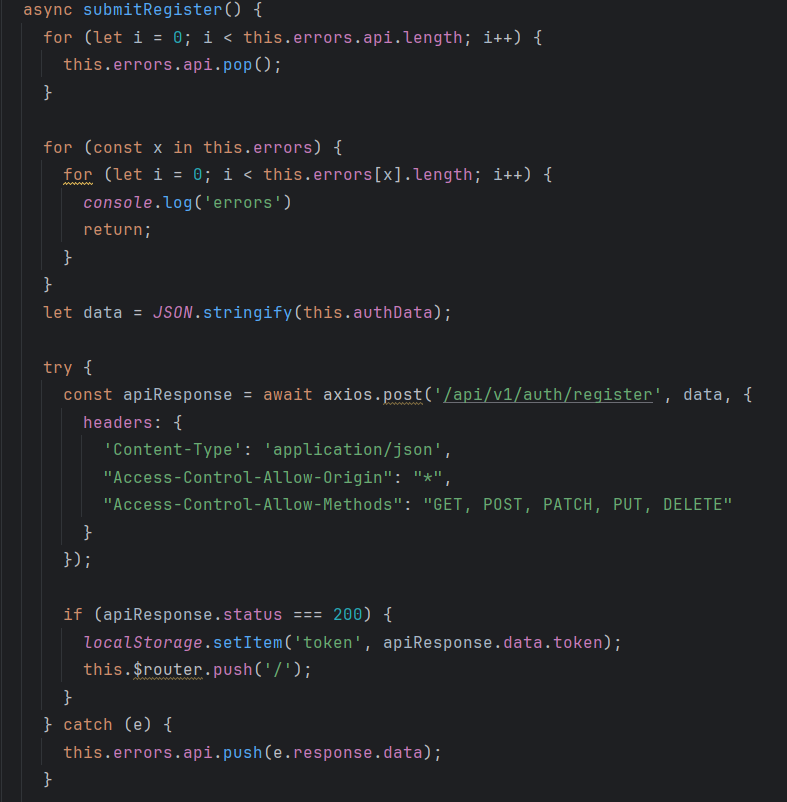 async submitRegister() {
  for (let i = 0; i < this.errors.api.length; i++) {
    this.errors.api.pop();
  }

  for (const x in this.errors) {
    for (let i = 0; i < this.errors[x].length; i++) {
      console.log('errors')
      return;
    }
  }
  let data = JSON.stringify(this.authData);

  try {
    const apiResponse = await axios.post('/api/v1/auth/register', data, {
      headers: {
        'Content-Type': 'application/json',
        "Access-Control-Allow-Origin": "*",
        "Access-Control-Allow-Methods": "GET, POST, PATCH, PUT, DELETE"
      }
    });

    if (apiResponse.status === 200) {
      localStorage.setItem('token', apiResponse.data.token);
      this.$router.push('/');
    }
  } catch (e) {
    this.errors.api.push(e.response.data);
  }